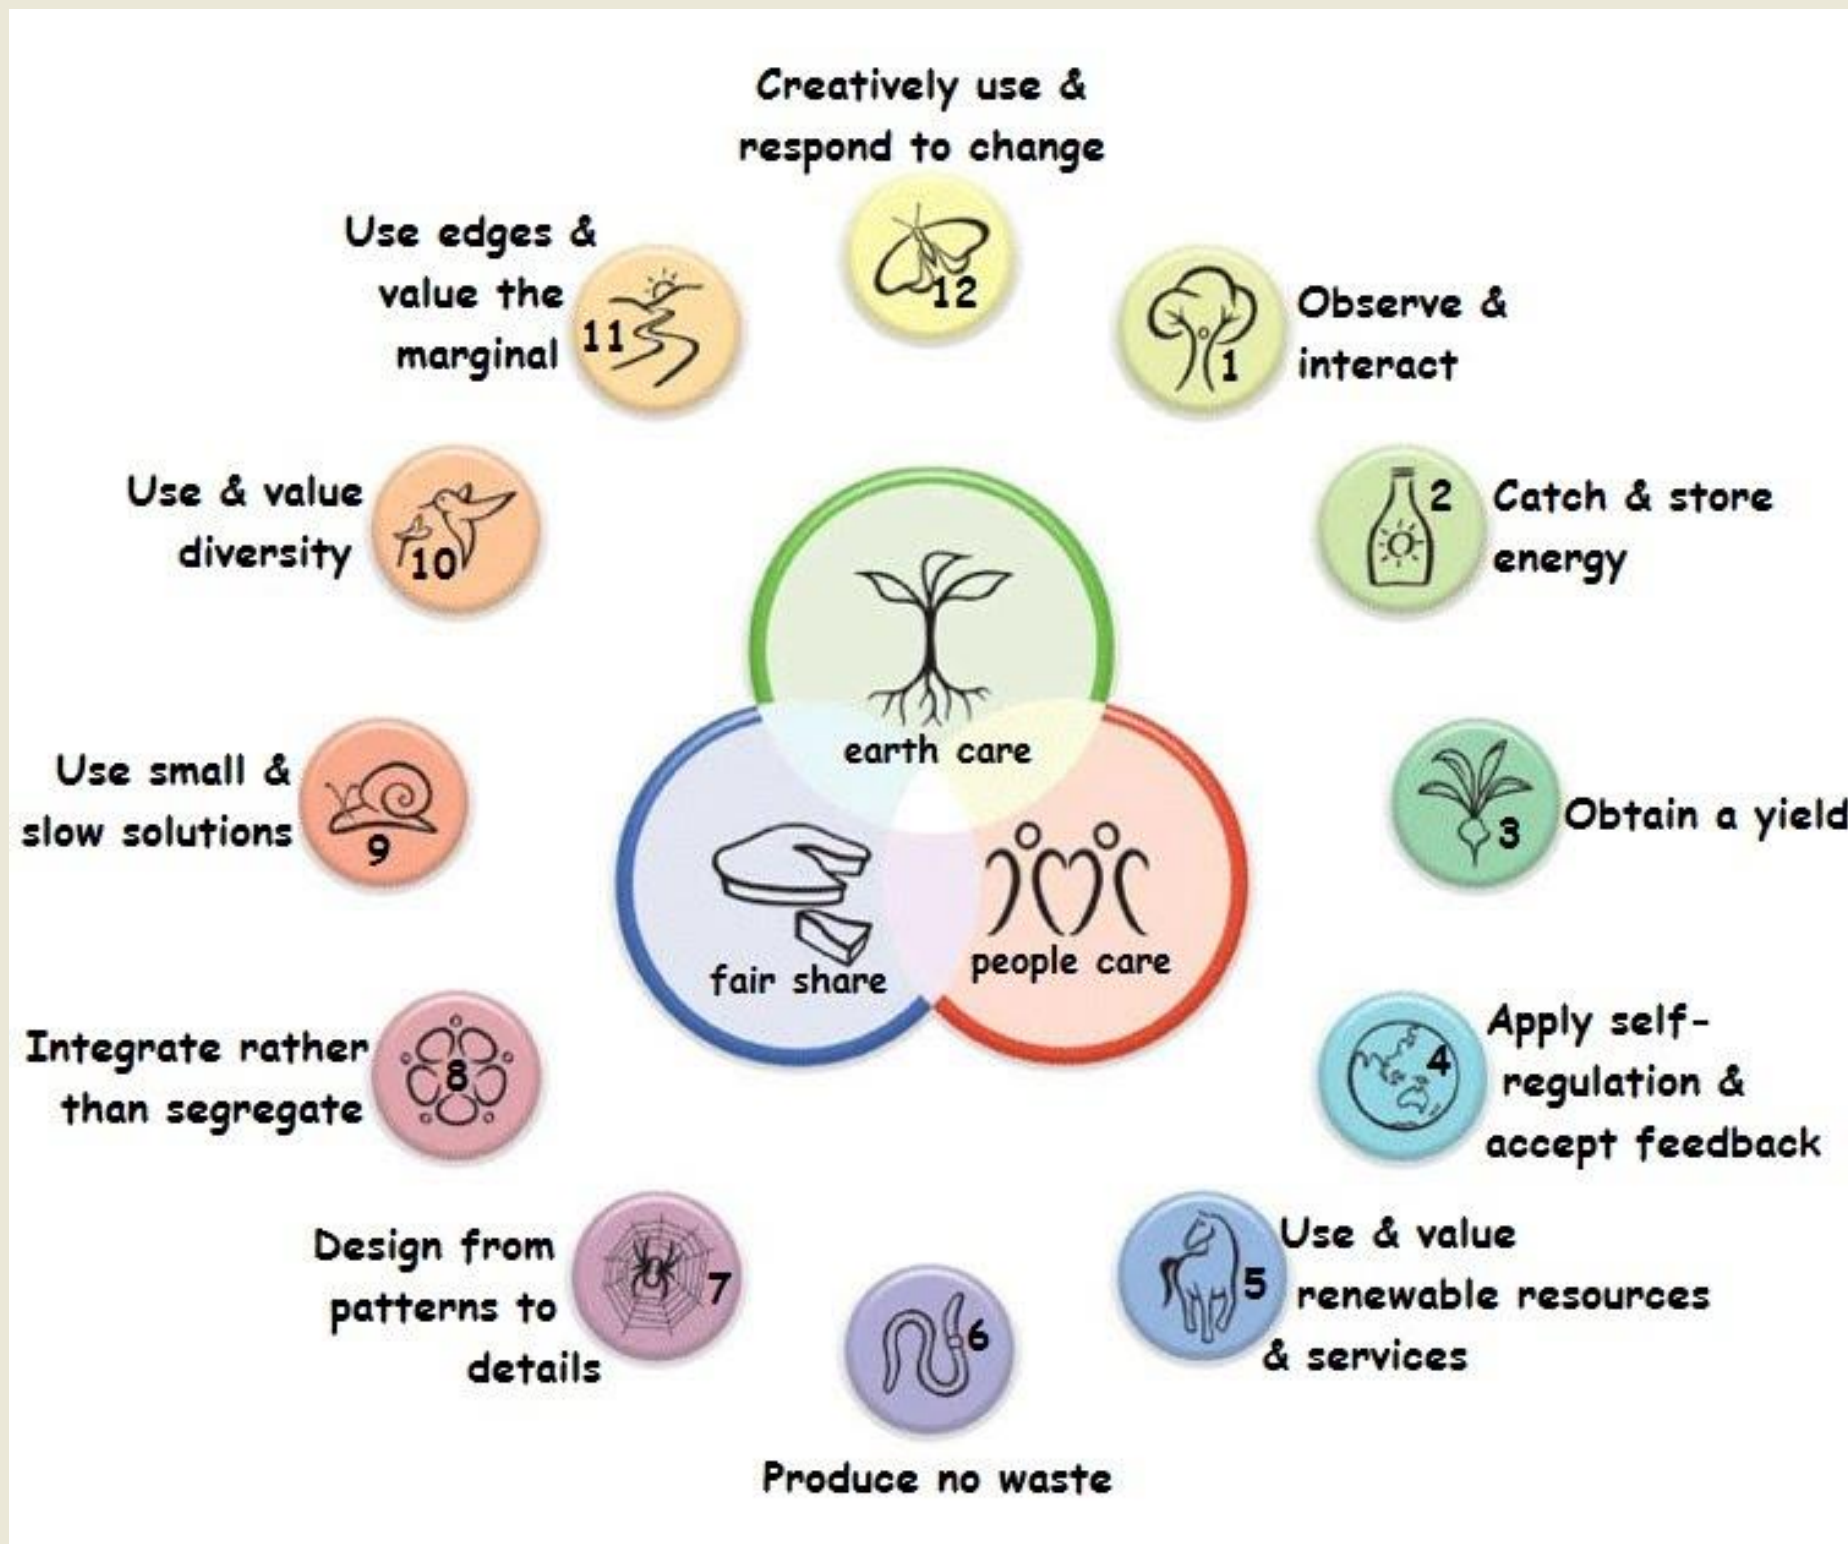 Creatively use &
respond to change
12
Observe &
interact
1
2
Catch & store
energy
3
Obtain a yield
4
Apply self-
regulation &
accept feedback
5
Use & value
renewable resources
& services
6
Produce no waste
7
Design from
patterns to
details
8
Integrate rather
than segregate
9
Use small &
slow solutions
10
Use & value
diversity
11
Use edges &
value the
marginal
earth care
fair share
people care